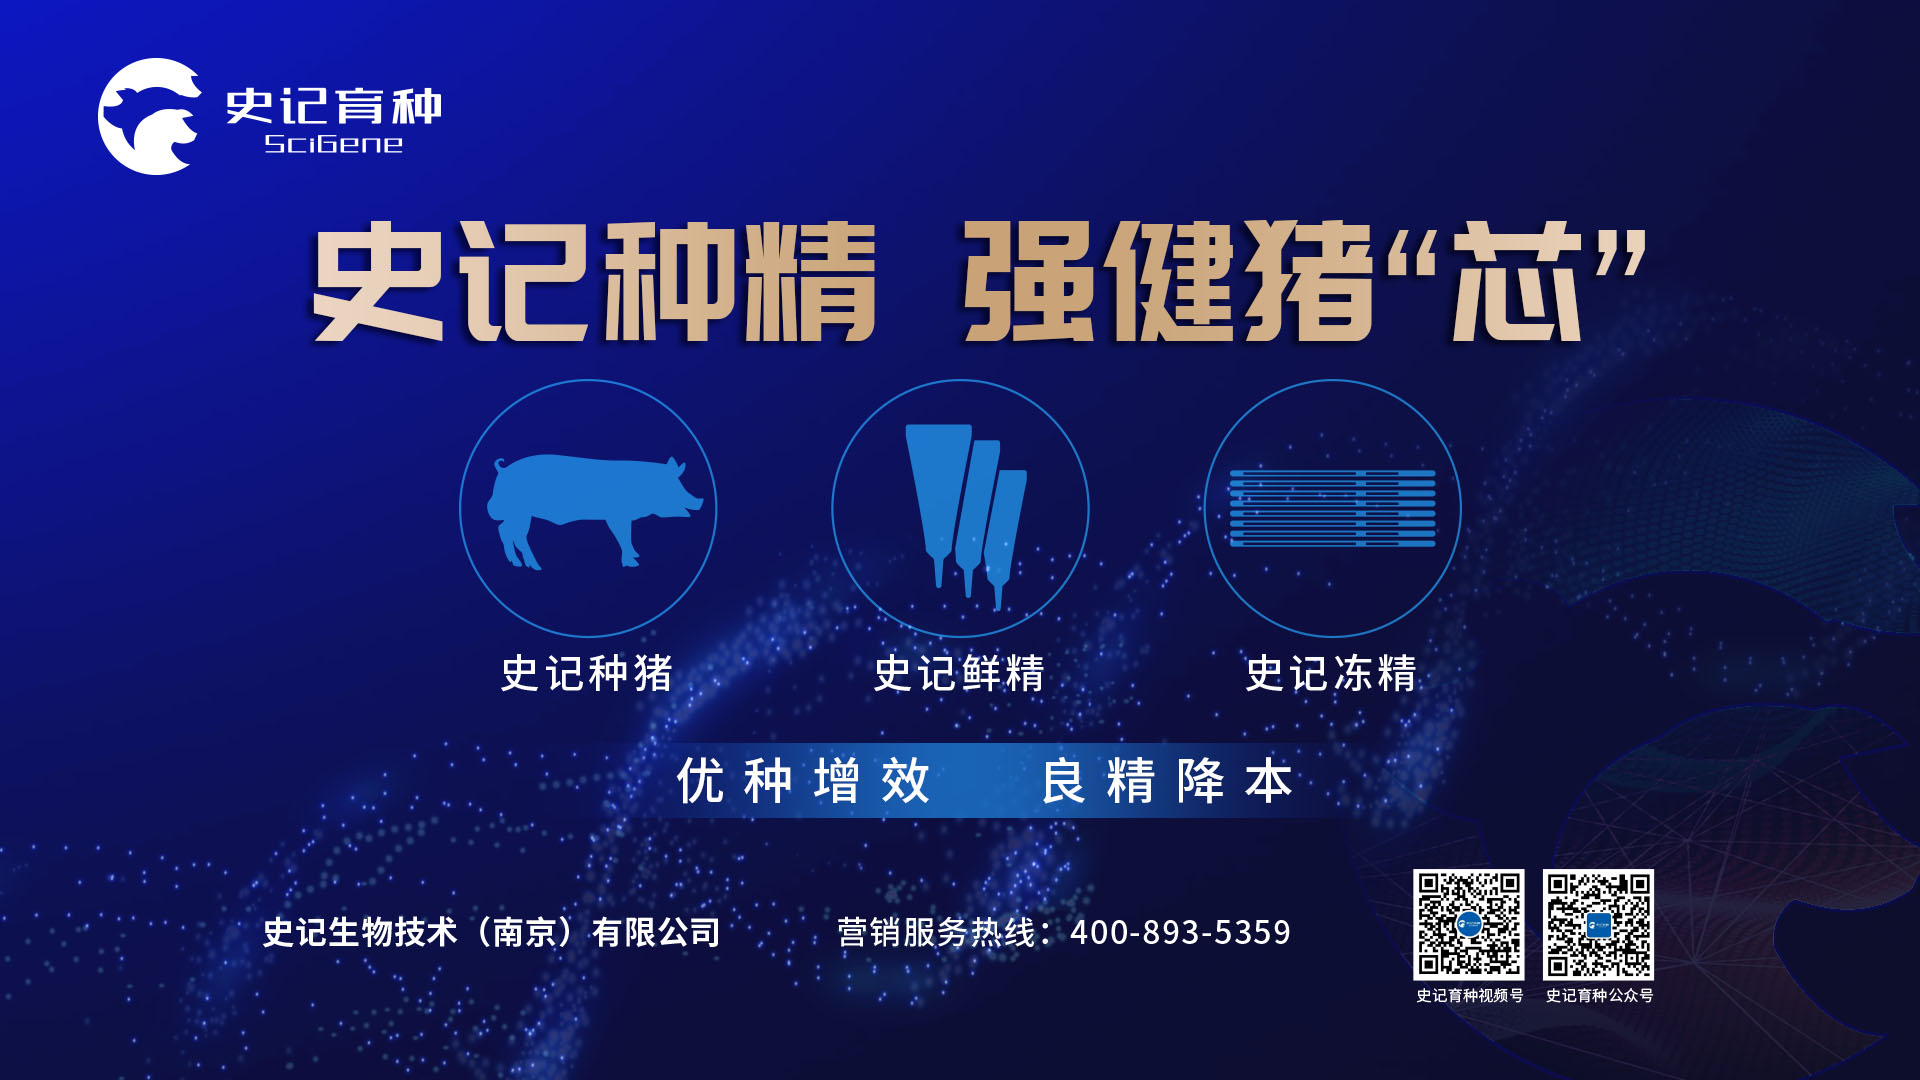 史记育种
SciGene
史记种精 强健猪“芯”
史记种猪 史记鲜精 史记冻精
优种增效 良精降本
史记生物技术（南京）有限公司 营销服务热线：400-893-5359
史记育种视频号 史记育种公众号